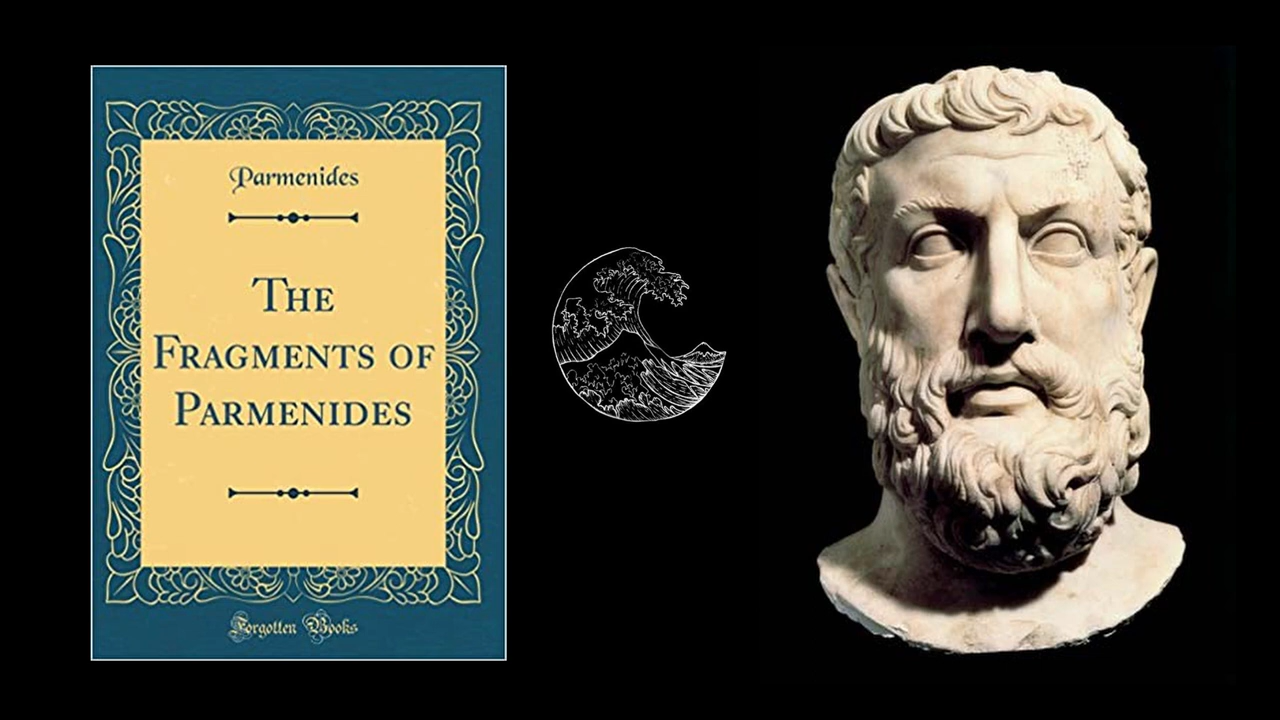 Parmenides
The
Fragments of
Parmenides
Forgotten Books